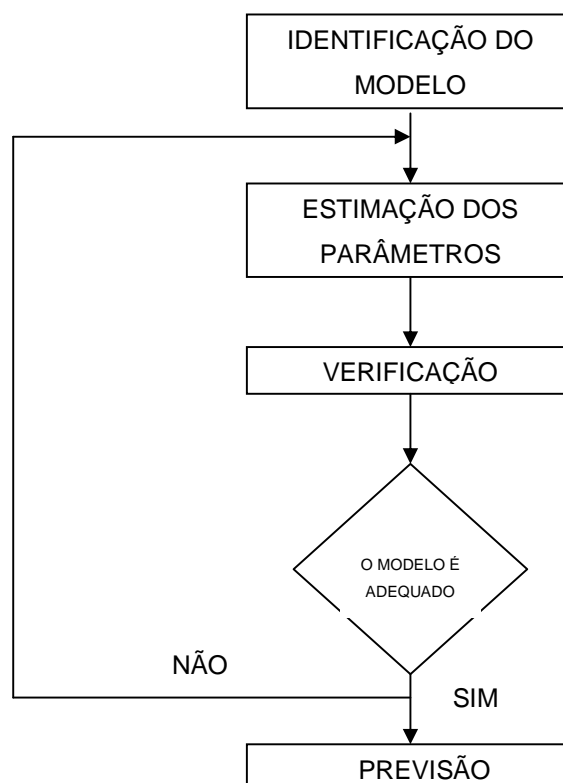 IDENTIFICAÇÃO DO
MODELO
ESTIMAÇÃO DOS
PARÂMETROS
VERIFICAÇÃO
O MODELO É
ADEQUADO
NÃO
SIM
PREVISÃO